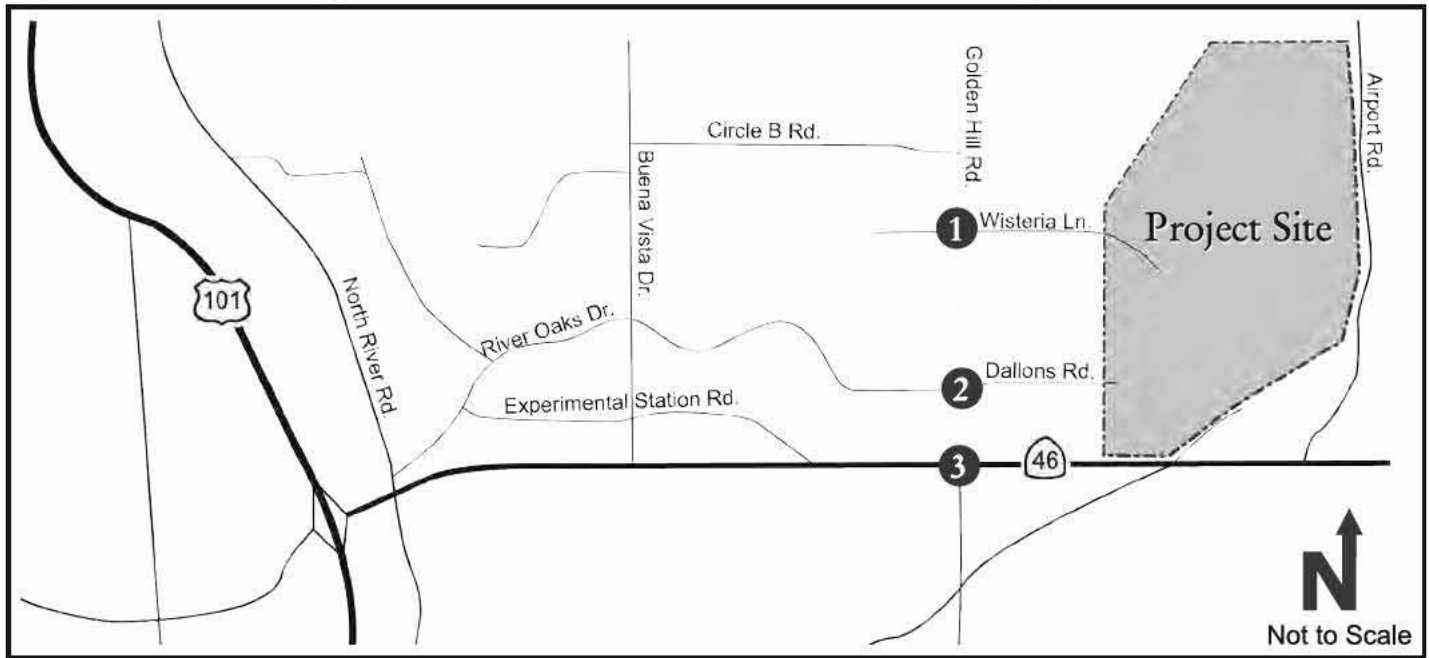 Golden Hill Rd.
Airport Rd.
Circle B Rd.
Buena Vista Dr.
1
Wisteria Ln.
Project Site
101
North River Rd.
River Oaks Dr.
2
Dallons Rd.
Experimental Station Rd.
3
46
N
Not to Scale